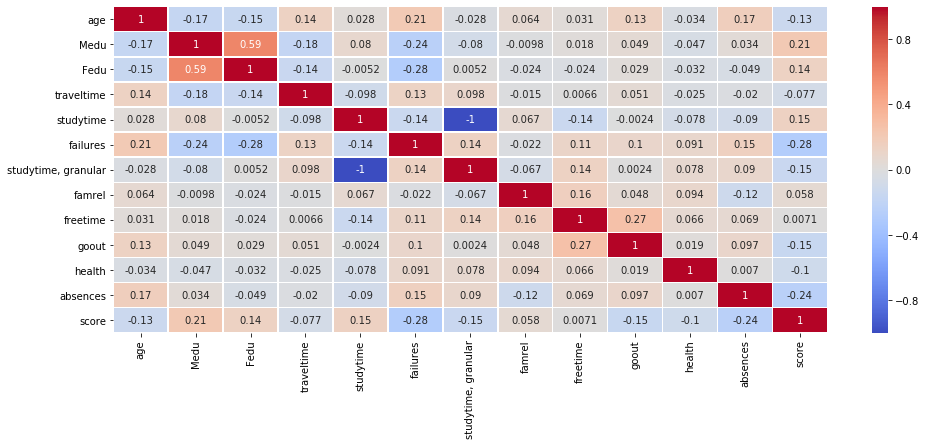 age 1 -0.17 -0.15 0.14 0.028 0.21 -0.028 0.064 0.031 0.13 -0.034 0.17 -0.13
Medu -0.17 1 0.59 -0.18 0.08 -0.24 -0.08 -0.0098 0.018 0.049 -0.047 0.034 0.21
Fedu -0.15 0.59 1 -0.14 -0.0052 -0.28 0.0052 -0.024 -0.024 0.029 -0.032 -0.049 0.14
traveltime 0.14 -0.18 -0.14 1 -0.098 0.13 0.098 -0.015 0.0066 0.051 -0.025 -0.02 -0.077
studytime 0.028 0.08 -0.0052 -0.098 1 -0.14 -1 0.067 -0.14 -0.0024 -0.078 -0.09 0.15
failures 0.21 -0.24 -0.28 0.13 -0.14 1 0.14 -0.022 0.11 0.1 0.091 0.15 -0.28
studytime, granular -0.028 -0.08 0.0052 0.098 -1 0.14 1 -0.067 0.14 0.0024 0.078 0.09 -0.15
famrel 0.064 -0.0098 -0.024 -0.015 0.067 -0.022 -0.067 1 0.16 0.048 0.094 -0.12 0.058
freetime 0.031 0.018 -0.024 0.0066 -0.14 0.11 0.14 0.16 1 0.27 0.066 0.069 0.0071
goout 0.13 0.049 0.029 0.051 -0.0024 0.1 0.0024 0.048 0.27 1 0.019 0.097 -0.15
health -0.034 -0.047 -0.032 -0.025 -0.078 0.091 0.078 0.094 0.066 0.019 1 0.007 -0.1
absences 0.17 0.034 -0.049 -0.02 -0.09 0.15 0.09 -0.12 0.069 0.097 0.007 1 -0.24
score -0.13 0.21 0.14 -0.077 0.15 -0.28 -0.15 0.058 0.0071 -0.15 -0.1 -0.24 1
age
Medu
Fedu
traveltime
studytime
failures
studytime, granular
famrel
freetime
goout
health
absences
score
0.8
0.4
0.0
-0.4
-0.8